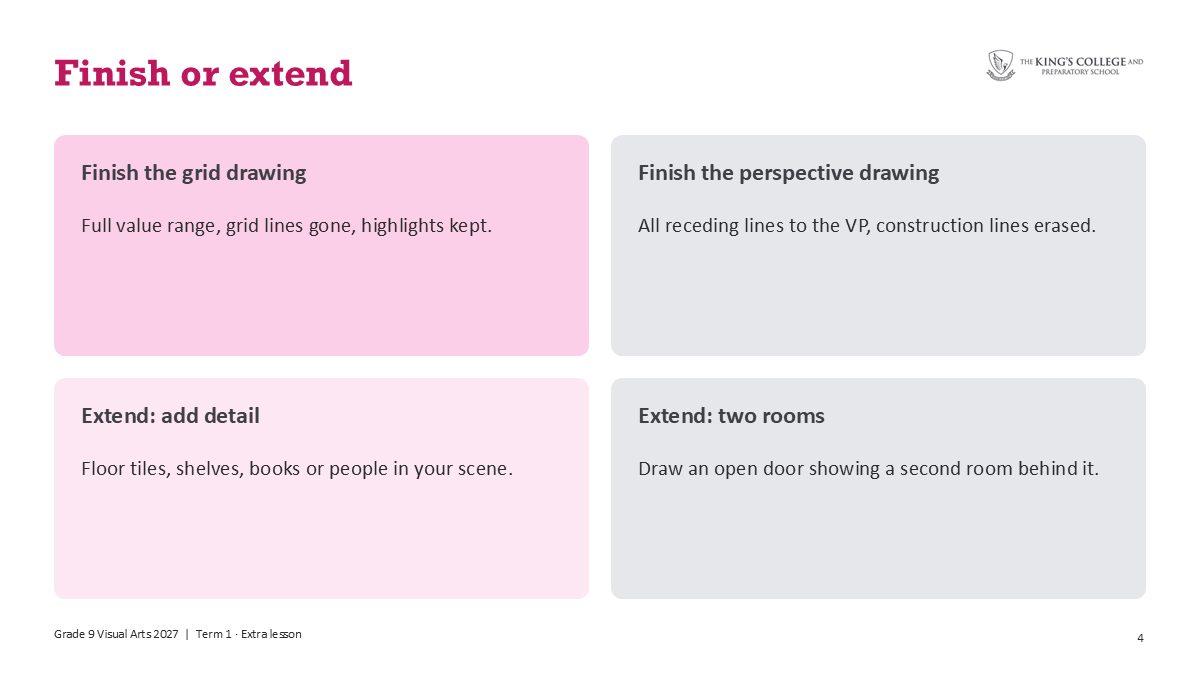 Finish or extend
THE KING'S COLLEGE AND
PREPARATORY SCHOOL
Finish the grid drawing
Full value range, grid lines gone, highlights kept.
Finish the perspective drawing
All receding lines to the VP, construction lines erased.
Extend: add detail
Floor tiles, shelves, books or people in your scene.
Extend: two rooms
Draw an open door showing a second room behind it.
Grade 9 Visual Arts 2027 | Term 1 · Extra lesson
4